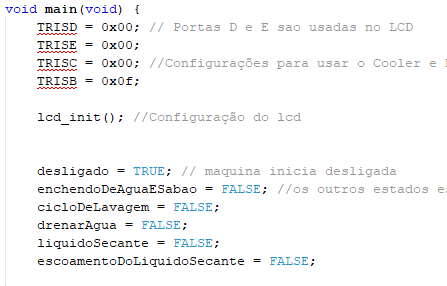 void main(void) {
TRISD = 0x00; // Portas D e E sao usadas no LCD
TRISE = 0x00;
TRISC = 0x00; //Configurações para usar o Cooler e
TRISB = 0x0f;
lcd_init(); //Configuração do lcd
desligado = TRUE; // maquina inicia desligada
enchendoDeAguaESabao = FALSE; //os outros estados
cicloDeLavagem = FALSE;
drenarAgua = FALSE;
liquidoSecante = FALSE;
escoamentoDoLiquidoSecante = FALSE;